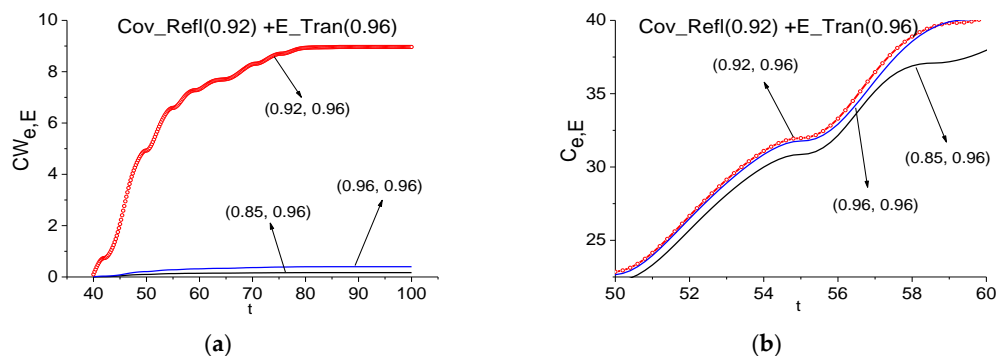 Cov_Refl(0.92) +E_Tran(0.96)
10
8
6
4
2
0
CWe,E
(0.92, 0.96)
(0.96, 0.96)
(0.85, 0.96)
40 50 60 70 80 90 100
t
(a)
Cov_Refl(0.92) +E_Tran(0.96)
40
35
30
25
Ce,E
(0.92, 0.96)
(0.85, 0.96)
(0.96, 0.96)
50 52 54 56 58 60
t
(b)